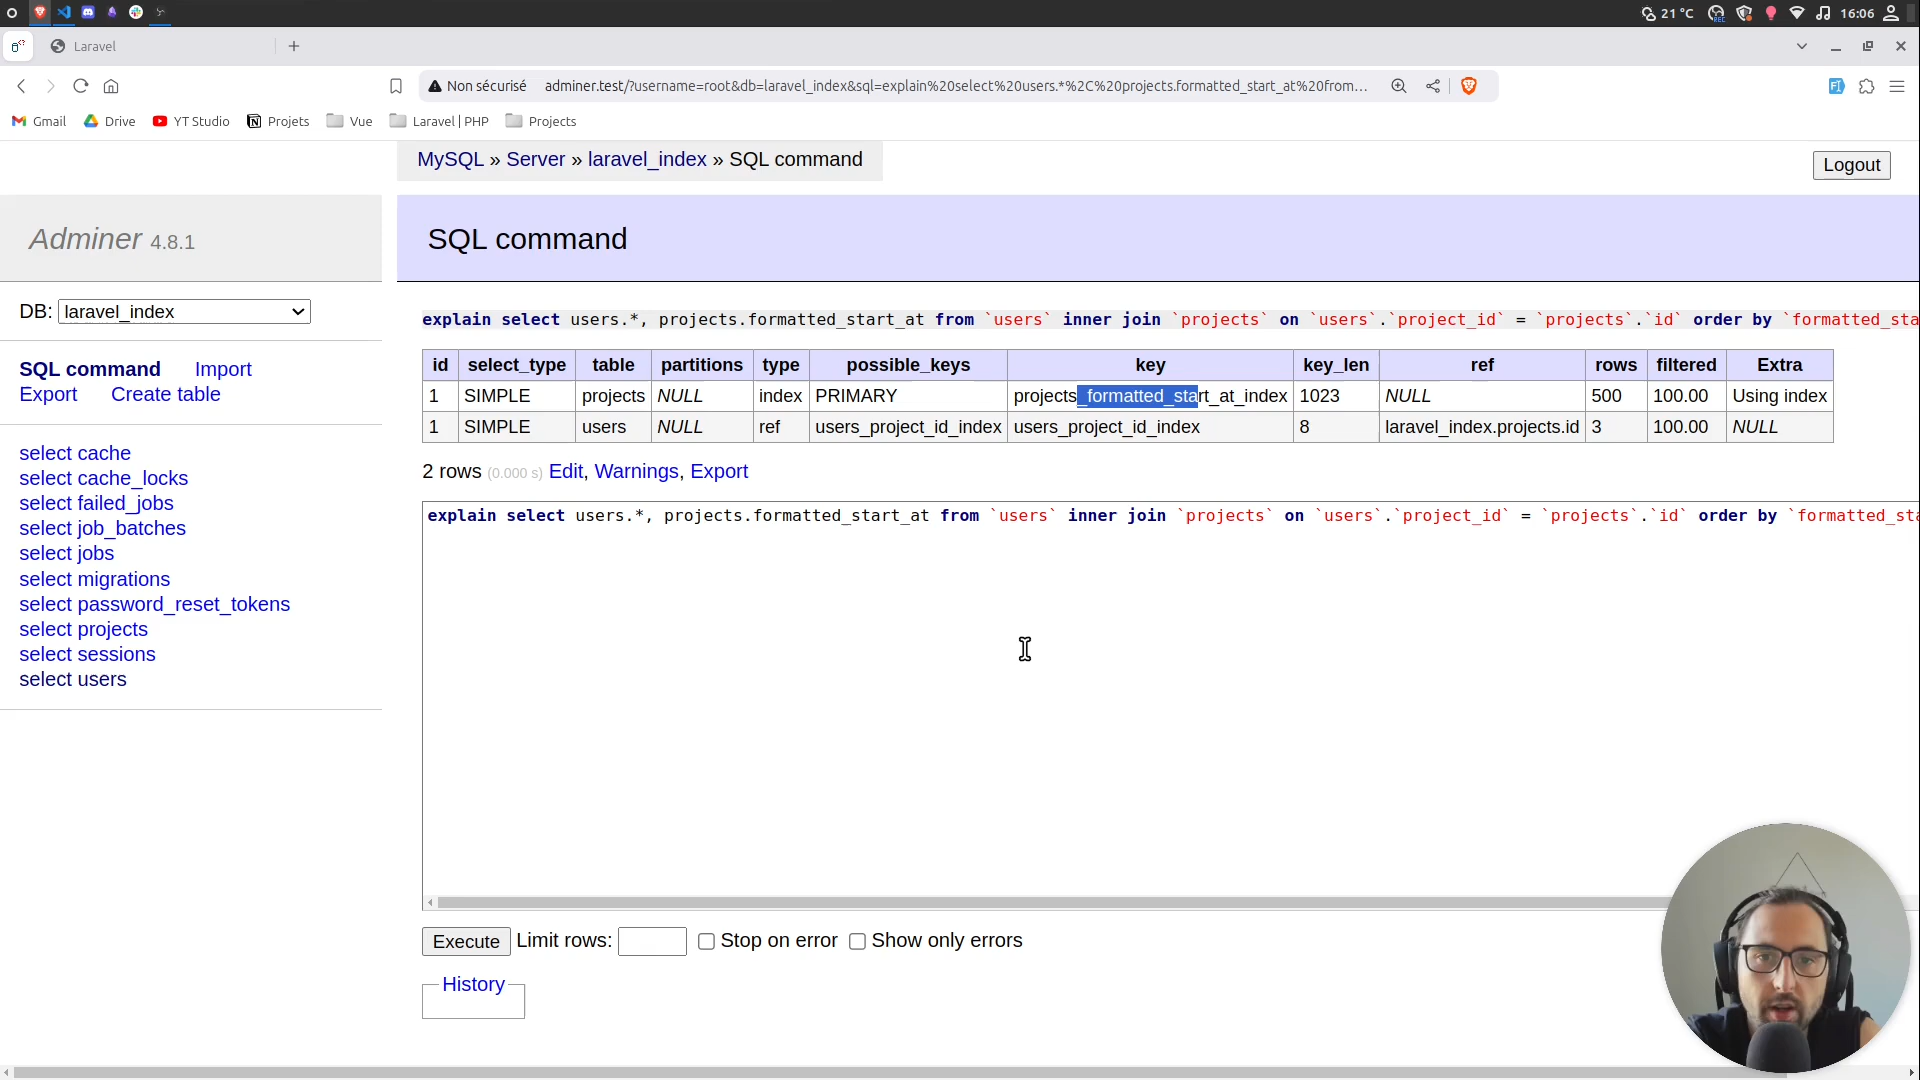 21 °C
REC
16:06
Laravel
Non sécurisé adminer.test/?username=root&db=laravel_index&sql=explain%20select%20users.*%2C%20projects.formatted_start_at%20from...
Gmail Drive YT Studio Projets Vue Laravel | PHP Projects
MySQL » Server » laravel_index » SQL command
Logout
Adminer 4.8.1
SQL command
DB: laravel_index
SQL command Import
Export Create table
select cache
select cache_locks
select failed_jobs
select job_batches
select jobs
select migrations
select password_reset_tokens
select projects
select sessions
select users
explain select users.*, projects.formatted_start_at from `users` inner join `projects` on `users`.`project_id` = `projects`.`id` order by `formatted_sta
id select_type table partitions type possible_keys key key_len ref rows filtered Extra
1 SIMPLE projects NULL index PRIMARY projects_formatted_start_at_index 1023 NULL 500 100.00 Using index
1 SIMPLE users NULL ref users_project_id_index users_project_id_index 8 laravel_index.projects.id 3 100.00 NULL
2 rows (0.000 s) Edit, Warnings, Export
explain select users.*, projects.formatted_start_at from `users` inner join `projects` on `users`.`project_id` = `projects`.`id` order by `formatted_sta
Execute Limit rows: Stop on error Show only errors
History